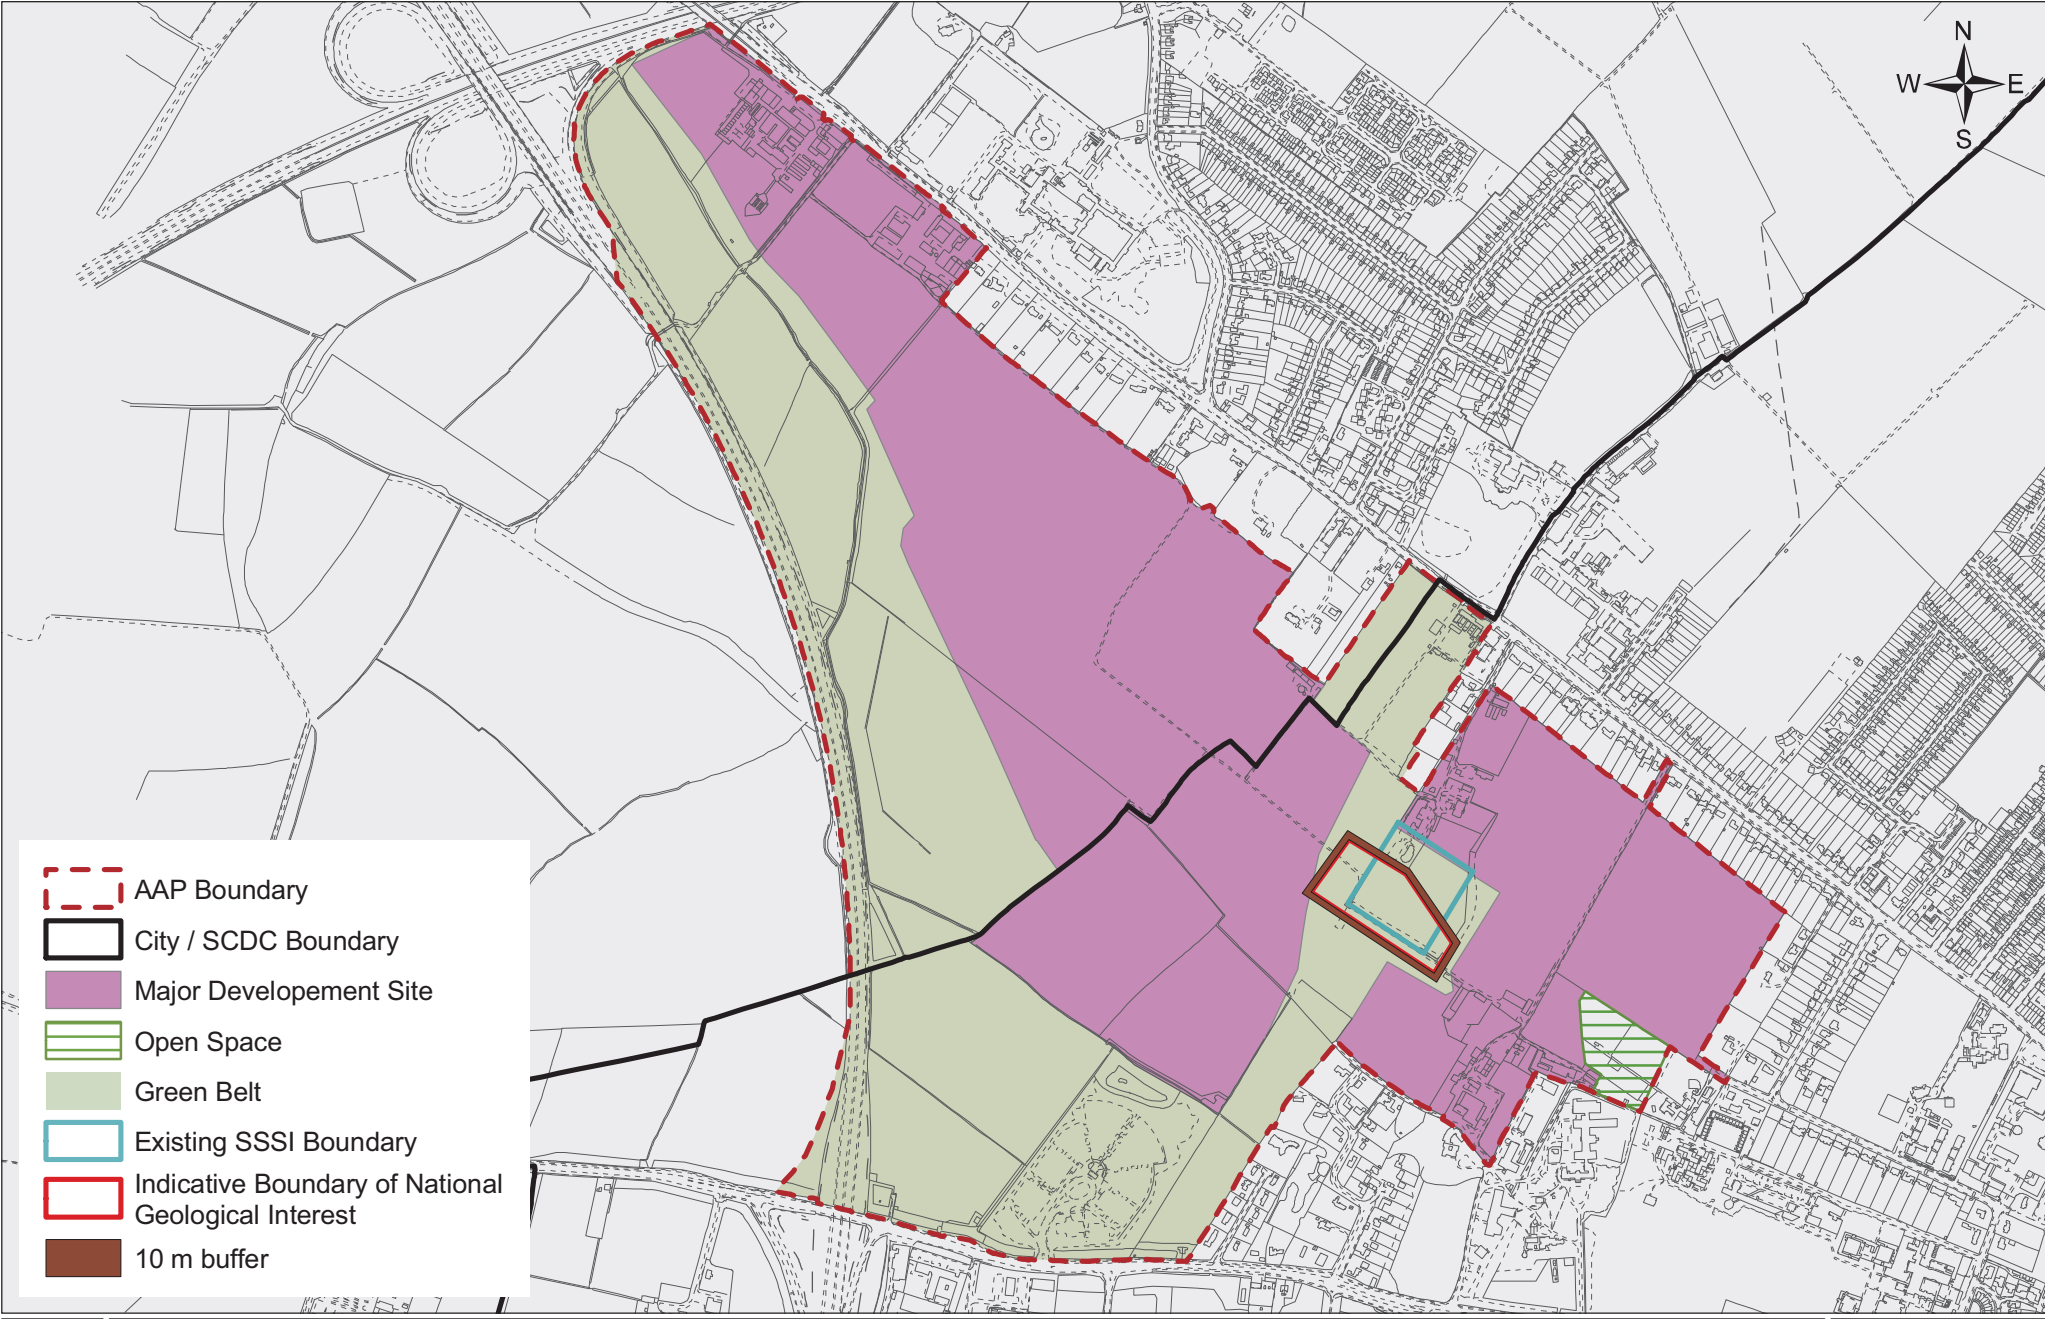 N
W E
S
AAP Boundary
City / SCDC Boundary
Major Developement Site
Open Space
Green Belt
Existing SSSI Boundary
Indicative Boundary of National
Geological Interest
10 m buffer